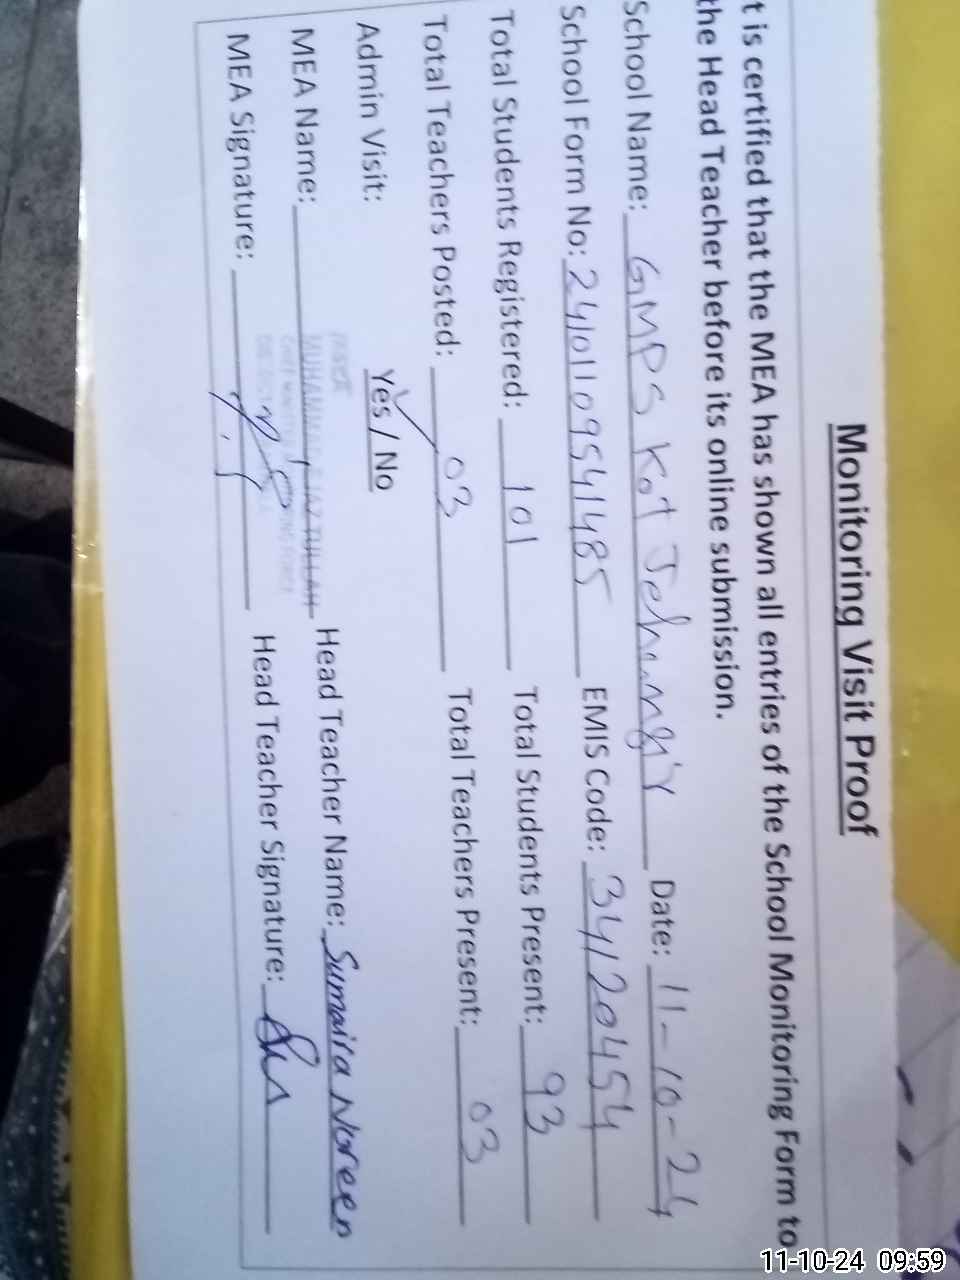 Monitoring Visit Proof
t is certified that the MEA has shown all entries of the School Monitoring Form to
the Head Teacher before its online submission.
School Name: GMPS Kot Jehangir Date: 11-10-24
School Form No: 24101109541485 EMIS Code: 34120454
Total Students Registered: 101 Total Students Present: 93
Total Teachers Posted: 03 Total Teachers Present: 03
Admin Visit: Yes / No
MEA Name: MUHAMMAD Head Teacher Name: Sumaira Noreen
MEA Signature: Head Teacher Signature:
11-10-24 09:59